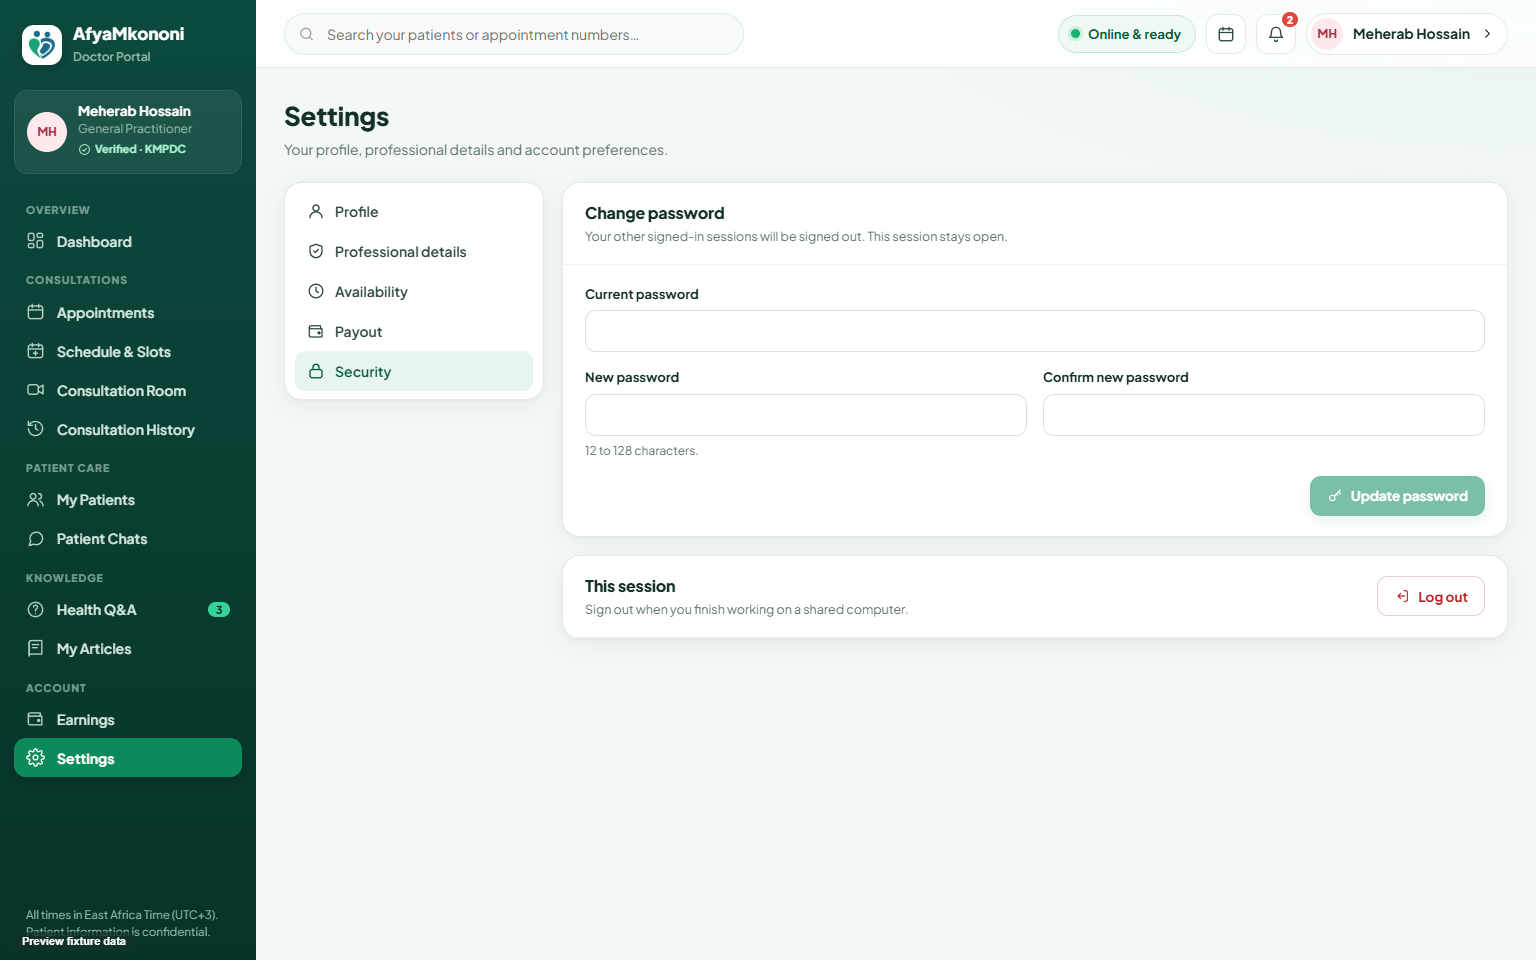 AfyaMkononi
Doctor Portal
MH
Meherab Hossain
General Practitioner
Verified · KMPDC
OVERVIEW
Dashboard
CONSULTATIONS
Appointments
Schedule & Slots
Consultation Room
Consultation History
PATIENT CARE
My Patients
Patient Chats
KNOWLEDGE
Health Q&A 3
My Articles
ACCOUNT
Earnings
Settings
All times in East Africa Time (UTC+3).
Patient information is confidential.
Preview fixture data
Search your patients or appointment numbers...
Online & ready
2
MH Meherab Hossain
Settings
Your profile, professional details and account preferences.
Profile
Professional details
Availability
Payout
Security
Change password
Your other signed-in sessions will be signed out. This session stays open.
Current password
New password
Confirm new password
12 to 128 characters.
Update password
This session
Sign out when you finish working on a shared computer.
Log out